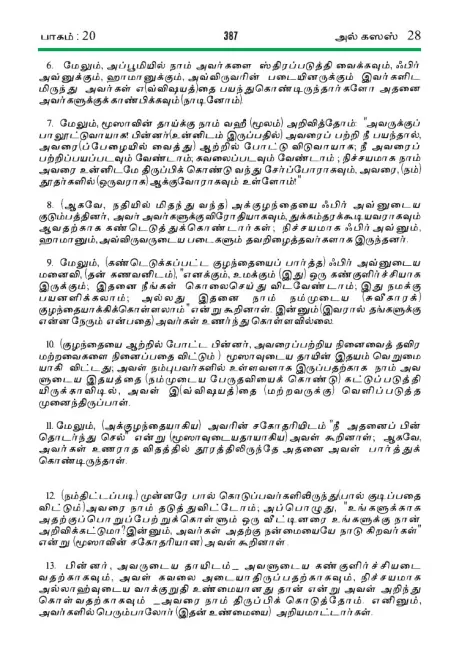 பாகம் : 20 387 அல் கஸஸ் 28
6. மேலும், அப்பூமியில் நாம் அவர்களை ஸ்திரப்படுத்தி வைக்கவும், ஃபிர்
அவ்னுக்கும், ஹாமானுக்கும், அவ்விருவரின் படையினருக்கும் இவர்களிட
மிருந்து அவர்கள் எ(வ்விஷயத்)தை பயந்துகொண்டிருந்தார்களோ அதனை
அவர்களுக்குக்காண்பிக்கவும் (நாடினோம்).
7. மேலும், மூஸாவின் தாய்க்கு நாம் வஹீ (மூலம்) அறிவித்தோம்: "அவருக்குப்
பாலூட்டுவாயாக! பின்னர்(உன்னிடம் இருப்பதில்) அவரைப் பற்றி நீ பயந்தால்,
அவரை(ப்பேழையில் வைத்து) ஆற்றில் போட்டு விடுவாயாக; நீ அவரைப்
பற்றிப்பயப்படவும் வேண்டாம்; கவலைப்படவும் வேண்டாம் ; நிச்சயமாக நாம்
அவரை உன்னிடமே திருப்பிக் கொண்டு வந்து சேர்ப்போராகவும், அவரை, (நம்)
தூதர்களில்(ஒருவராக)ஆக்குவோராகவும் உள்ளோம்!"
8. (ஆகவே, நதியில் மிதந்து வந்த) அக்குழந்தையை ஃபிர் அவ்னுடைய
குடும்பத்தினர், அவர் அவர்களுக்குவிரோதியாகவும், துக்கம்தரக்கூடியவராகவும்
ஆவதற்காக கண்டெடுத்துகொண்டார்கள்; நிச்சயமாக ஃபிர் அவ்னும்,
ஹாமானும்,அவ்விருவருடைய படைகளும் தவறிழைத்தவர்களாக இருந்தனர்.
9. மேலும், (கண்டெடுக்கப்பட்ட குழந்தையைப் பார்த்த) ஃபிர் அவ்னுடைய
மனைவி, (தன் கணவனிடம்), "எனக்கும், உமக்கும் (இது) ஒரு கண்குளிர்ச்சியாக
இருக்கும்; இதனை நீங்கள் கொலைசெய்து விடவேண்டாம்; இது நமக்கு
பயனளிக்கலாம்; அல்லது இதனை நாம் நம்முடைய (சுவீகாரக்)
குழந்தையாக்கிக்கொள்ளலாம்" என்று கூறினாள். இன்னும்(இவரால் தங்களுக்கு
என்ன நேரும் என்பதை) அவர்கள் உணர்ந்து கொள்ளவில்லை.
10. (குழந்தையை ஆற்றில் போட்ட பின்னர், அவரைப்பற்றிய நினைவைத் தவிர
மற்றவைகளை நினைப்பதை விட்டும் ) மூஸாவுடைய தாயின் இதயம் வெறுமை
யாகி விட்டது; அவள் நம்புபவர்களில் உள்ளவளாக இருப்பதற்காக நாம் அவ
ளுடைய இதயத்தை (நம்முடைய பேருதவியைக் கொண்டு) கட்டுப்படுத்தி
யிருக்காவிடில், அவள் இ(வ்விஷயத்)தை (மற்றவருக்கு) வெளிப்படுத்த
முனைந்திருப்பாள்.
11. மேலும், (அக்குழந்தையாகிய) அவரின் சகோதரியிடம் "நீ அதனைப் பின்
தொடர்ந்து செல்" என்று (மூஸாவுடையதாயாகிய) அவள் கூறினாள்; ஆகவே,
அவர்கள் உணராத விதத்தில் தூரத்திலிருந்தே அதனை அவள் பார்த்துக்
கொண்டிருந்தாள்.
12. (நம்திட்டப்படி) முன்னரே பால் கொடுப்பவர்களிலிருந்து(பால் குடிப்பதை
விட்டும்)அவரை நாம் தடுத்துவிட்டோம்; அப்பொழுது, "உங்களுக்காக
அதற்குப்பொறுப்பேற்றுக்கொள்ளும் ஒரு வீட்டினரை உங்களுக்கு நான்
அறிவிக்கட்டுமா?இன்னும், அவர்கள் அதற்கு நன்மையையே நாடுகிறவர்கள்"
என்று (மூஸாவின் சகோதரியான) அவள் கூறினாள் .
13. பின்னர், அவருடைய தாயிடம்_ அவளுடைய கண்குளிர்ச்சியடை
வதற்காகவும், அவள் கவலை அடையாதிருப்பதற்காகவும், நிச்சயமாக
அல்லாஹ்வுடைய வாக்குறுதி உண்மையானது தான் என்று அவள் அறிந்து
கொள்வதற்காகவும் _அவரை நாம் திருப்பிக் கொடுத்தோம். எனினும்,
அவர்களில்பெரும்பாலோர் (இதன் உண்மையை) அறியமாட்டார்கள்.